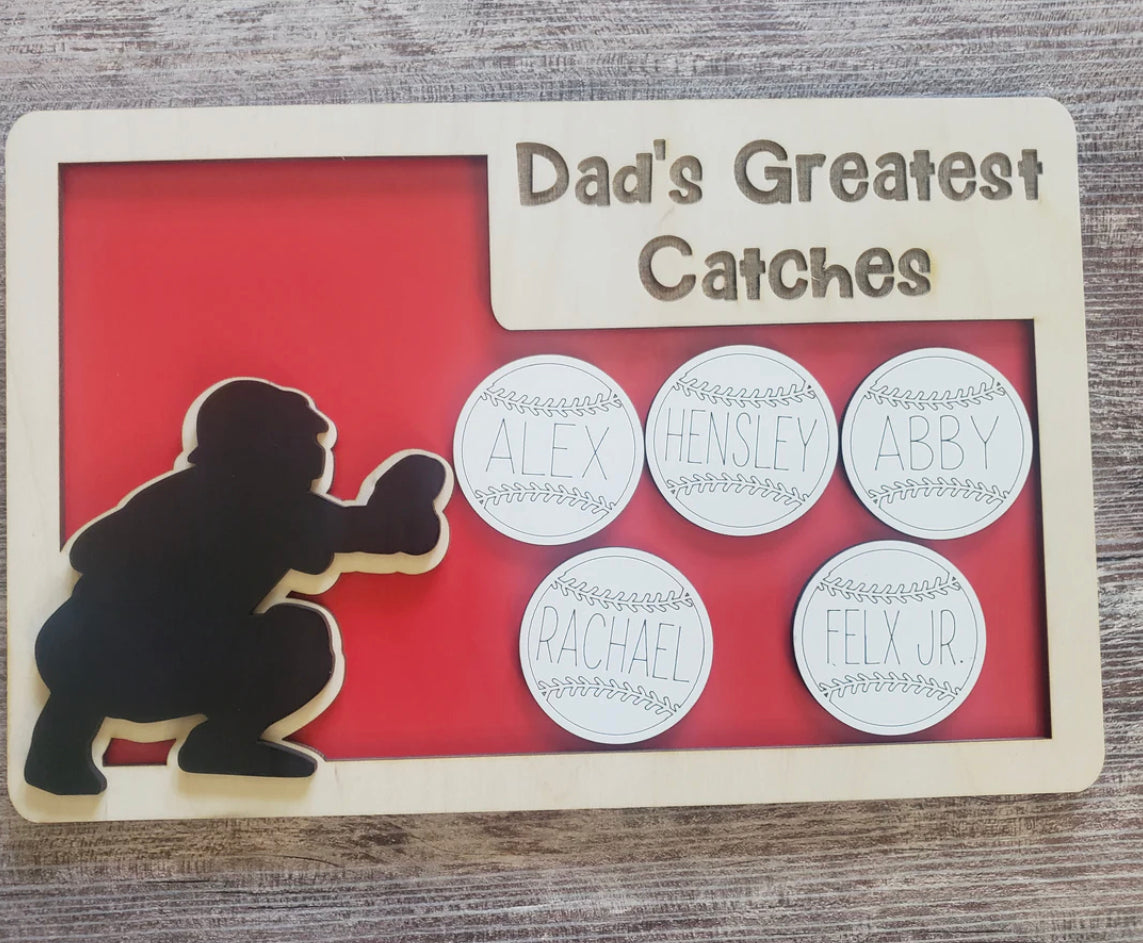 Dad's Greatest
Catches
ALEX
HENSLEY
ABBY
RACHAEL
FELX JR.